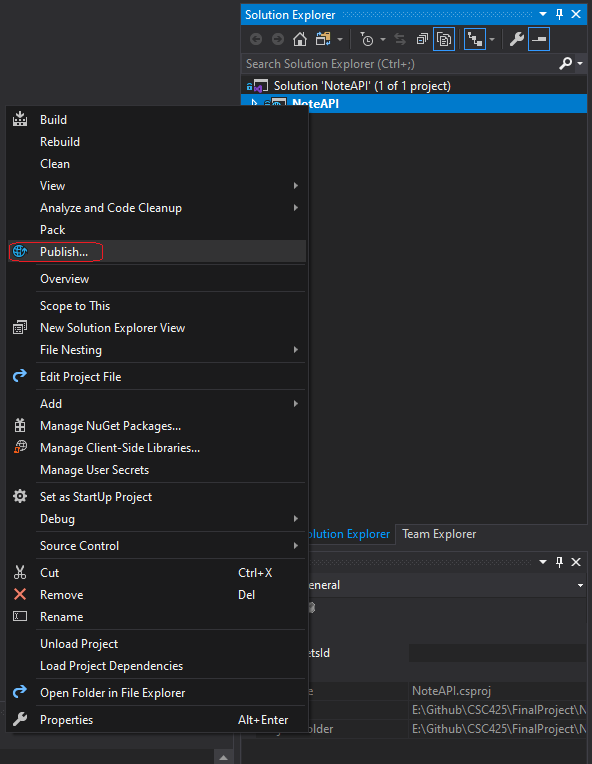 Solution Explorer
Search Solution Explorer (Ctrl+;)
Solution 'NoteAPI' (1 of 1 project)
NoteAPI
Build
Rebuild
Clean
View
Analyze and Code Cleanup
Pack
Publish...
Overview
Scope to This
New Solution Explorer View
File Nesting
Edit Project File
Add
Manage NuGet Packages...
Manage Client-Side Libraries...
Manage User Secrets
Set as StartUp Project
Debug
Source Control
Cut Ctrl+X
Remove Del
Rename
Unload Project
Load Project Dependencies
Open Folder in File Explorer
Properties Alt+Enter
olution Explorer Team Explorer
eneral
etsId
e NoteAPI.csproj
E:\Github\CSC425\FinalProject\N
older E:\Github\CSC425\FinalProject\N